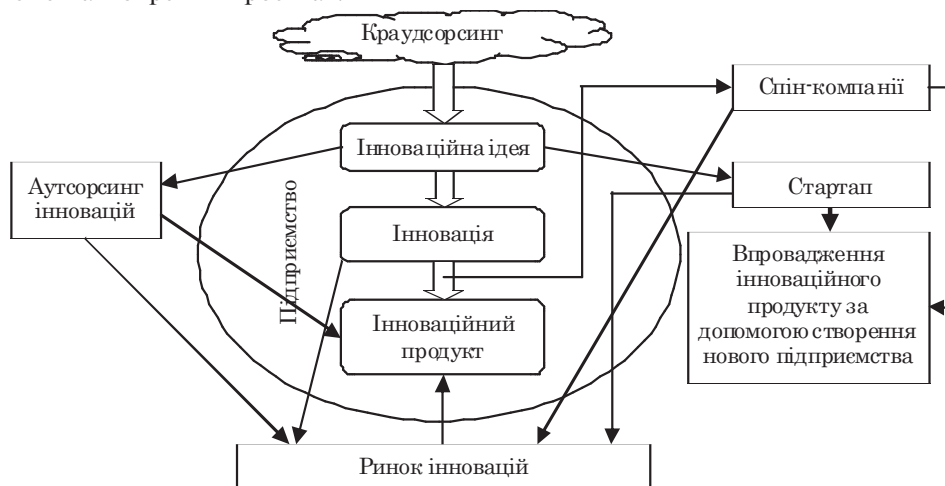 Краудсорсинг
Спін-компанії
Інноваційна ідея
Аутсорсинг
інновацій
Стартап
Підприємство
Інновація
Впровадження
інноваційного
продукту за
допомогою створення
нового підприємства
Інноваційний
продукт
Ринок інновацій